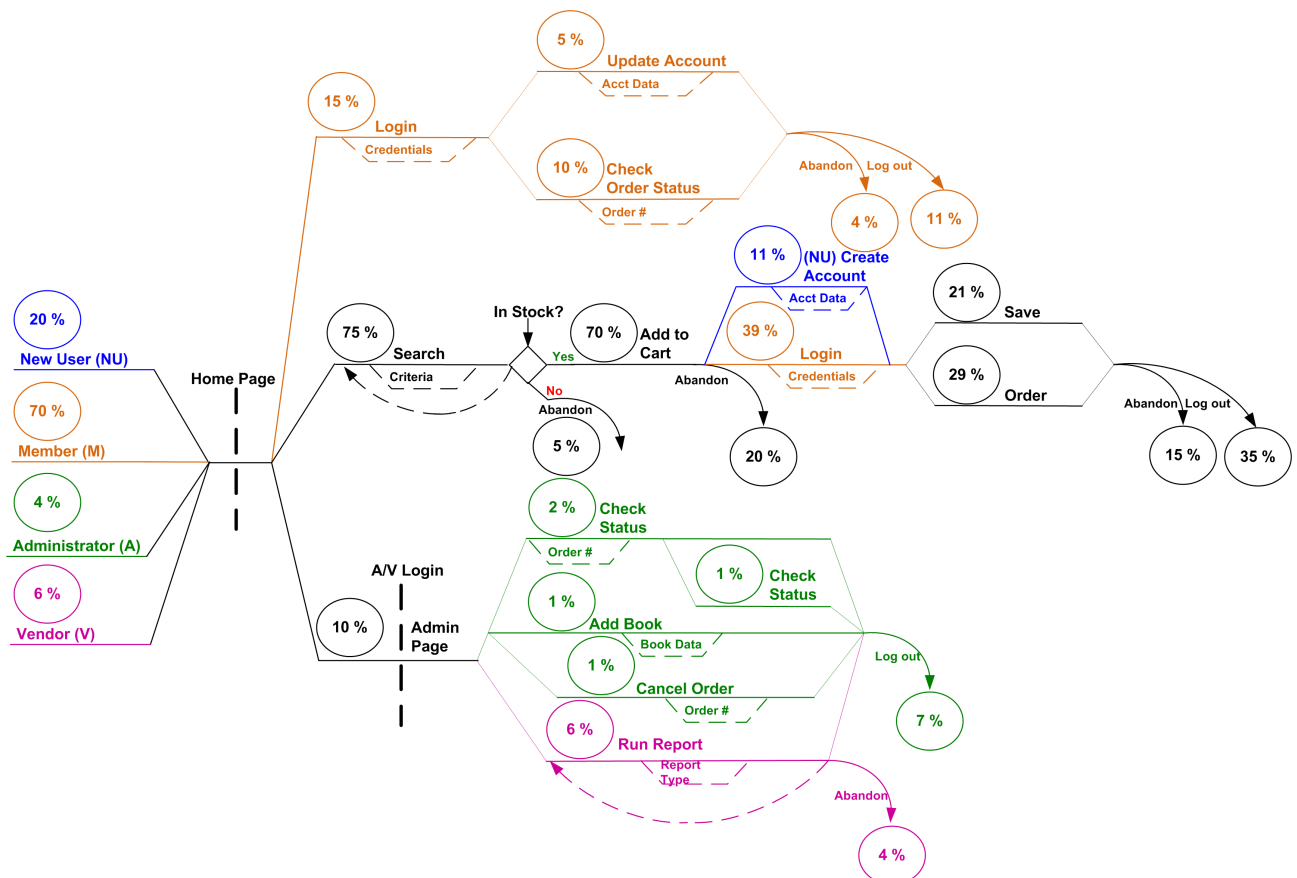 5 %
Update Account
Acct Data
15 %
Login
Credentials
10 %
Check
Order Status
Order #
Abandon
Log out
4 %
11 %
20 %
New User (NU)
70 %
Member (M)
4 %
Administrator (A)
6 %
Vendor (V)
Home Page
75 %
Search
Criteria
In Stock?
Yes
No
Abandon
5 %
70 %
Add to
Cart
Abandon
20 %
11 %
(NU) Create
Account
Acct Data
39 %
Login
Credentials
21 %
Save
29 %
Order
Abandon
Log out
15 %
35 %
A/V Login
10 %
Admin
Page
2 %
Check
Status
Order #
1 %
Check
Status
1 %
Add Book
Book Data
1 %
Cancel Order
Order #
Log out
7 %
6 %
Run Report
Report
Type
Abandon
4 %